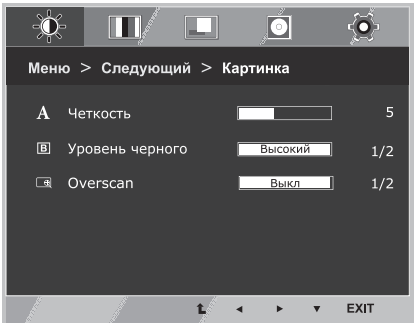 Меню > Следующий > Картинка
A Четкость 5
B Уровень черного Высокий 1/2
Overscan Выкл 1/2
EXIT